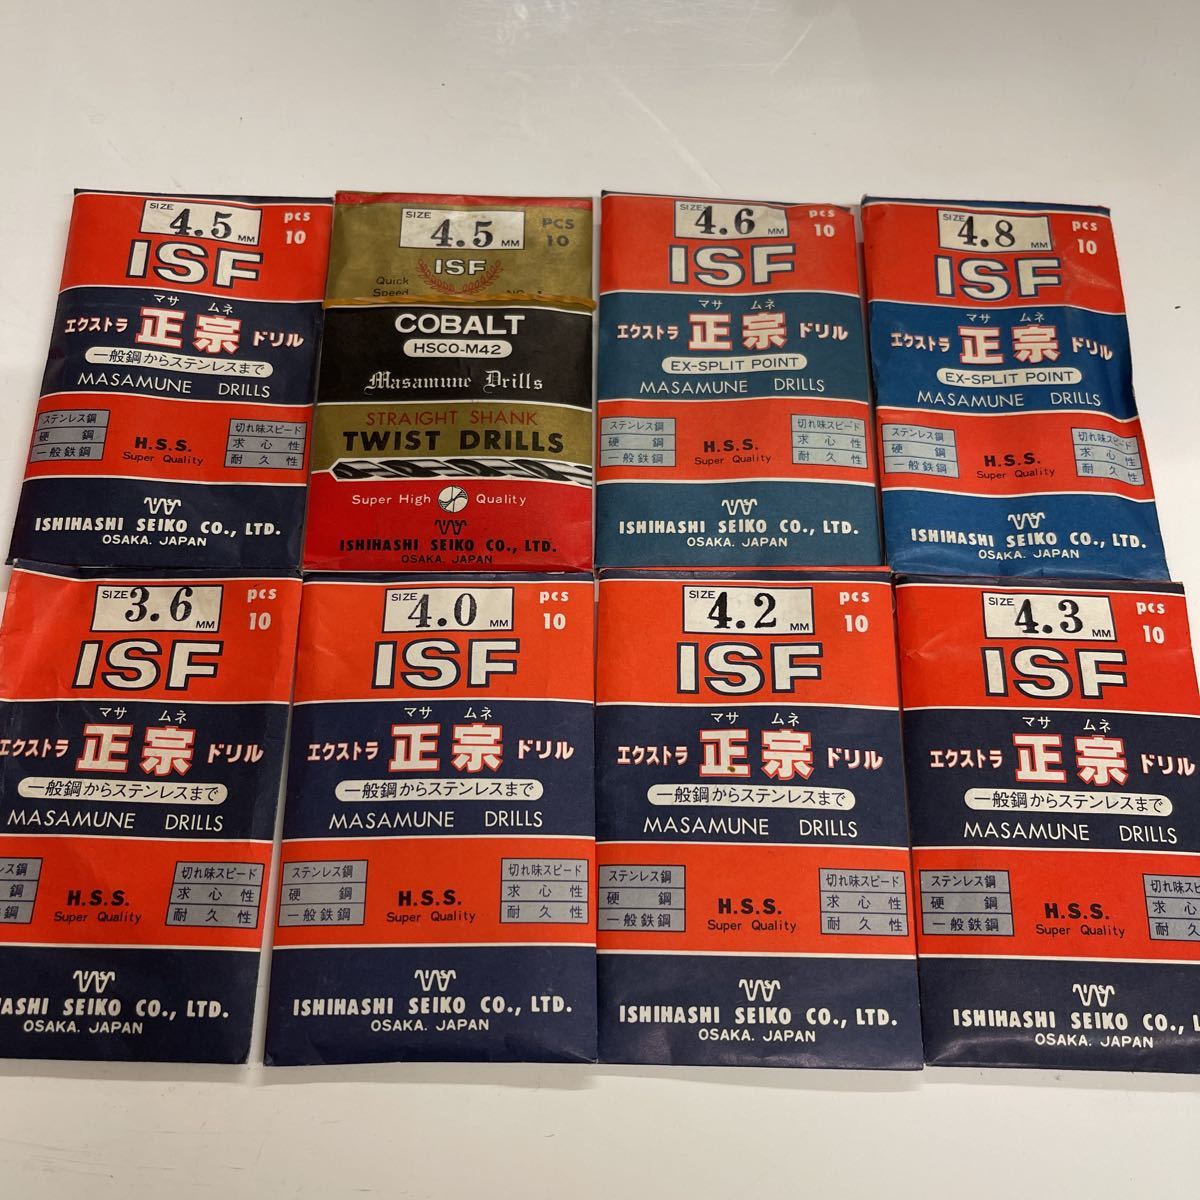 SIZE 4.5 MM
pcs 10
ISF
マサ ムネ
エクストラ 正宗 ドリル
一般鋼からステンレスまで
MASAMUNE DRILLS
ステンレス鋼
硬 鋼
一般鉄鋼
H.S.S.
Super Quality
切れ味スピード
求心性
耐久性
ISHIHASHI SEIKO CO., LTD.
OSAKA. JAPAN
SIZE 4.5 MM
PCS 10
ISF
Quick
Speed
COBALT
HSCO-M42
Masamune Drills
STRAIGHT SHANK
TWIST DRILLS
Super High Quality
ISHIHASHI SEIKO CO., LTD.
OSAKA. JAPAN
SIZE 4.6 MM
pcs 10
ISF
マサ ムネ
エクストラ 正宗 ドリル
EX-SPLIT POINT
MASAMUNE DRILLS
ステンレス鋼
硬 鋼
一般鉄鋼
H.S.S.
Super Quality
切れ味スピード
求心性
耐久性
ISHIHASHI SEIKO CO., LTD.
OSAKA. JAPAN
SIZE 4.8 MM
pcs 10
ISF
マサ ムネ
エクストラ 正宗 ドリル
EX-SPLIT POINT
MASAMUNE DRILLS
ステンレス鋼
硬 鋼
一般鉄鋼
H.S.S.
Super Quality
切れ味スピード
求心性
耐久性
ISHIHASHI SEIKO CO., LTD.
OSAKA. JAPAN
SIZE 3.6 MM
pcs 10
ISF
マサ ムネ
エクストラ 正宗 ドリル
一般鋼からステンレスまで
MASAMUNE DRILLS
レス鋼
鋼
鋼
H.S.S.
Super Quality
切れ味スピード
求心性
耐久性
HASHI SEIKO CO., LTD.
OSAKA. JAPAN
SIZE 4.0 MM
pcs 10
ISF
マサ ムネ
エクストラ 正宗 ドリル
一般鋼からステンレスまで
MASAMUNE DRILLS
ステンレス鋼
硬 鋼
一般鉄鋼
H.S.S.
Super Quality
切れ味スピード
求心性
耐久性
ISHIHASHI SEIKO CO., LTD.
OSAKA. JAPAN
SIZE 4.2 MM
pcs 10
ISF
マサ ムネ
エクストラ 正宗 ドリル
一般鋼からステンレスまで
MASAMUNE DRILLS
ステンレス鋼
硬 鋼
一般鉄鋼
H.S.S.
Super Quality
切れ味スピード
求心性
耐久性
ISHIHASHI SEIKO CO., LTD.
OSAKA. JAPAN
SIZE 4.3 MM
pcs 10
ISF
マサ ムネ
エクストラ 正宗 ドリル
一般鋼からステンレスまで
MASAMUNE DRILLS
ステンレス鋼
硬 鋼
一般鉄鋼
H.S.S.
Super Quality
切れ味スピード
求心
耐久
ISHIHASHI SEIKO CO., L
OSAKA. JAPAN